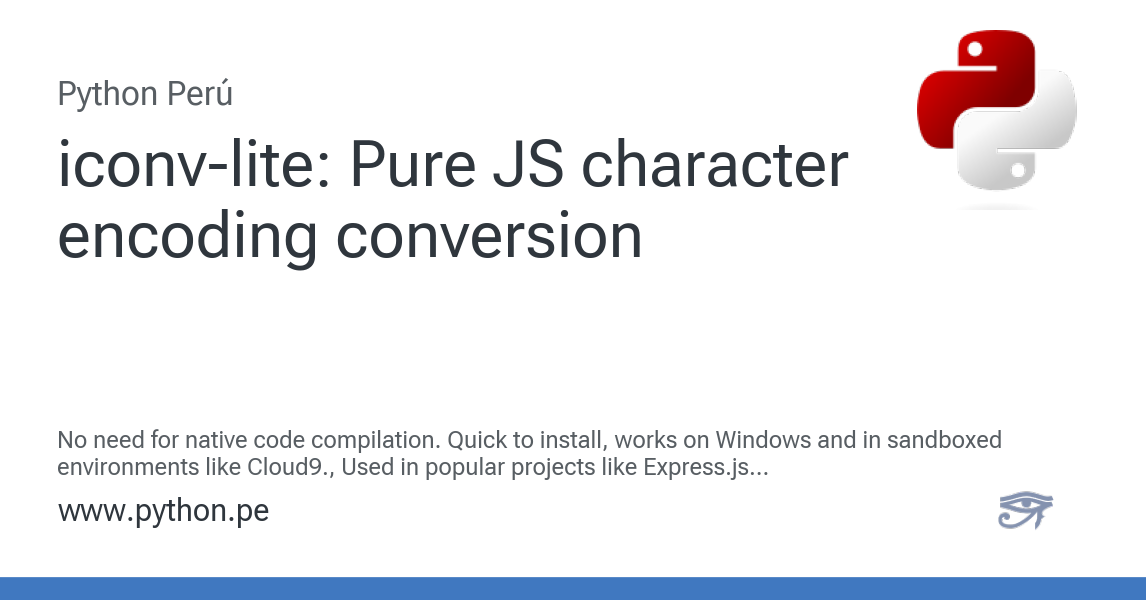 Python Perú
iconv-lite: Pure JS character
encoding conversion
No need for native code compilation. Quick to install, works on Windows and in sandboxed
environments like Cloud9., Used in popular projects like Express.js...
www.python.pe